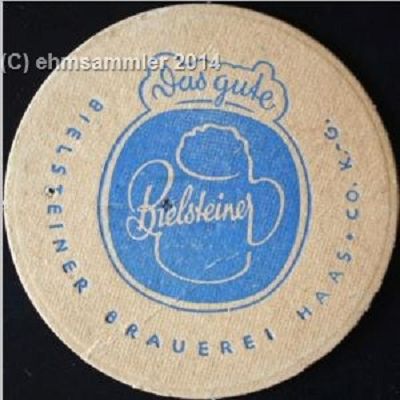 (C) ehmsammler 2014
Das gute
Bielsteiner
BIELSTEINER BRAUEREI HAAS • CO. K.-G.